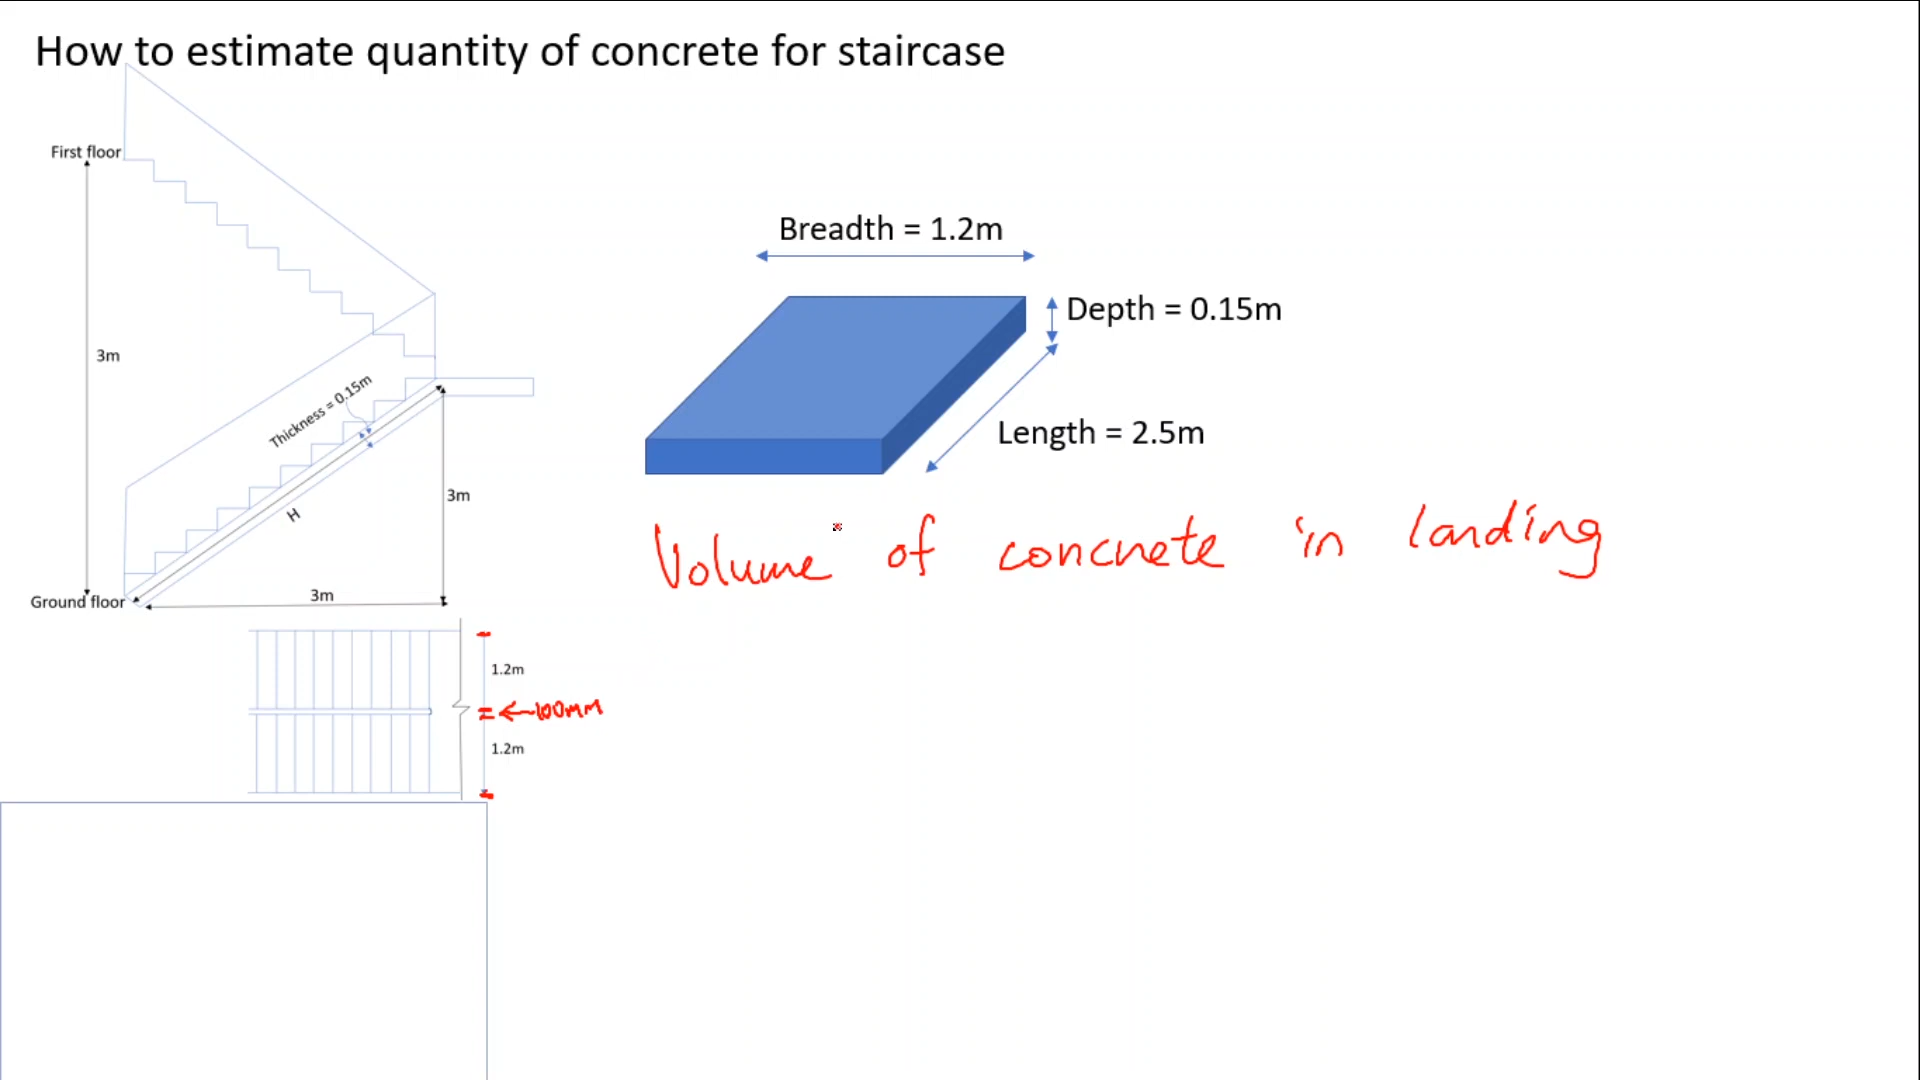 How to estimate quantity of concrete for staircase
First floor
3m
Thickness = 0.15m
H
3m
3m
Ground floor
1.2m
←100mm
1.2m
Breadth = 1.2m
Depth = 0.15m
Length = 2.5m
Volume of concrete in landing